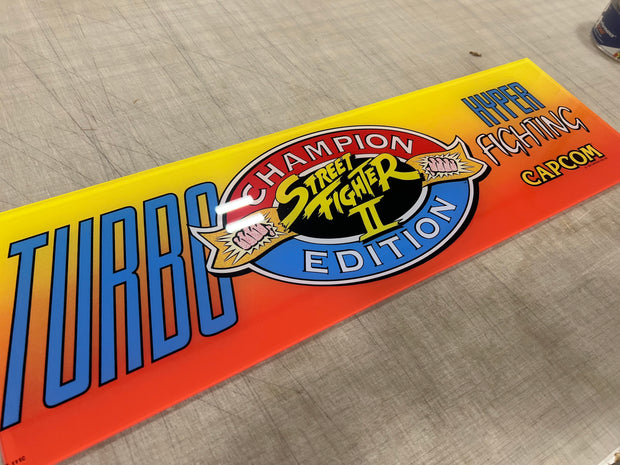 TURBO
CHAMPION
STREET
FIGHTER
II
EDITION
HYPER
FIGHTING
CAPCOM